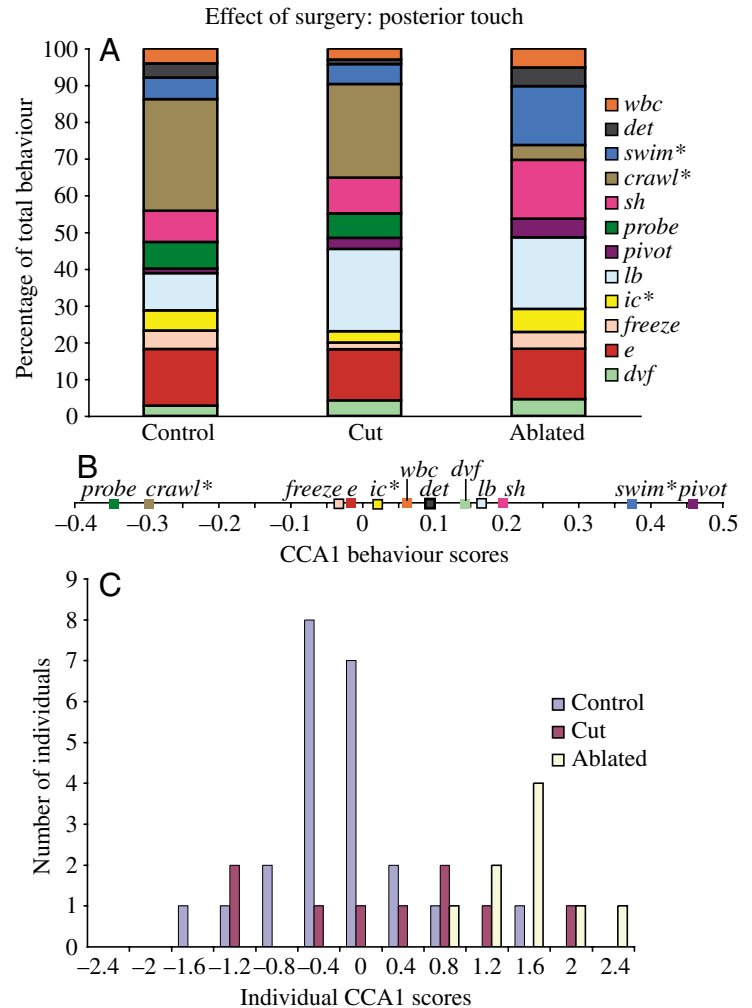 Effect of surgery: posterior touch
A
100
90
80
70
60
50
40
30
20
10
0
Percentage of total behaviour
Control Cut Ablated
wbc
det
swim*
crawl*
sh
probe
pivot
lb
ic*
freeze
e
dvf
B
wbc dvf
probe crawl* freeze e ic* det lb sh swim* pivot
−0.4 −0.3 −0.1 0 0.1 0.2 0.3 0.4 0.5
CCA1 behaviour scores
C
9
8
7
6
5
4
3
2
1
0
Number of individuals
Control
Cut
Ablated
−2.4 −2 −1.6 −1.2 −0.8 −0.4 0 0.4 0.8 1.2 1.6 2 2.4
Individual CCA1 scores